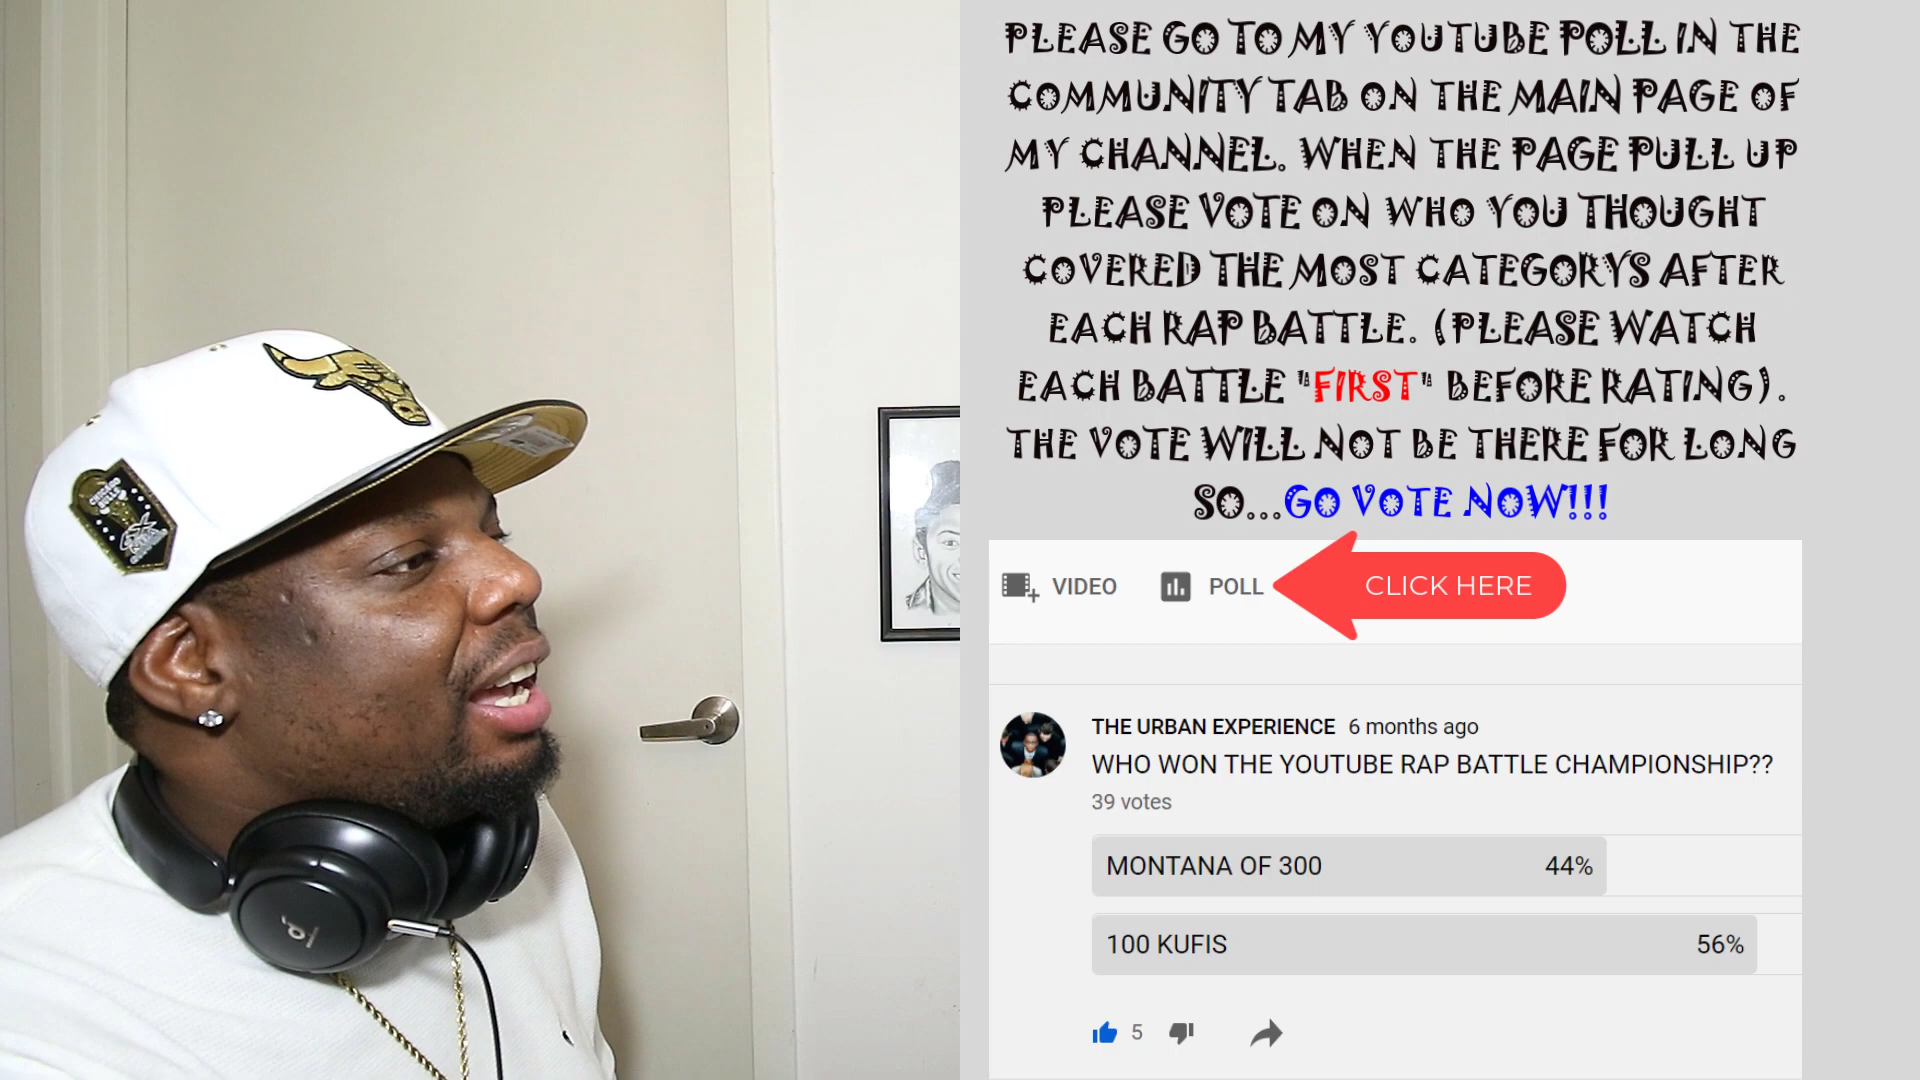 PLEASE GO TO MY YOUTUBE POLL IN THE
COMMUNITY TAB ON THE MAIN PAGE OF
MY CHANNEL. WHEN THE PAGE PULL UP
PLEASE VOTE ON WHO YOU THOUGHT
COVERED THE MOST CATEGORYS AFTER
EACH RAP BATTLE. (PLEASE WATCH
EACH BATTLE "FIRST" BEFORE RATING).
THE VOTE WILL NOT BE THERE FOR LONG
SO...GO VOTE NOW!!!
VIDEO POLL CLICK HERE
THE URBAN EXPERIENCE 6 months ago
WHO WON THE YOUTUBE RAP BATTLE CHAMPIONSHIP??
39 votes
MONTANA OF 300 44%
100 KUFIS 56%
5
CHICAGO
BULLS